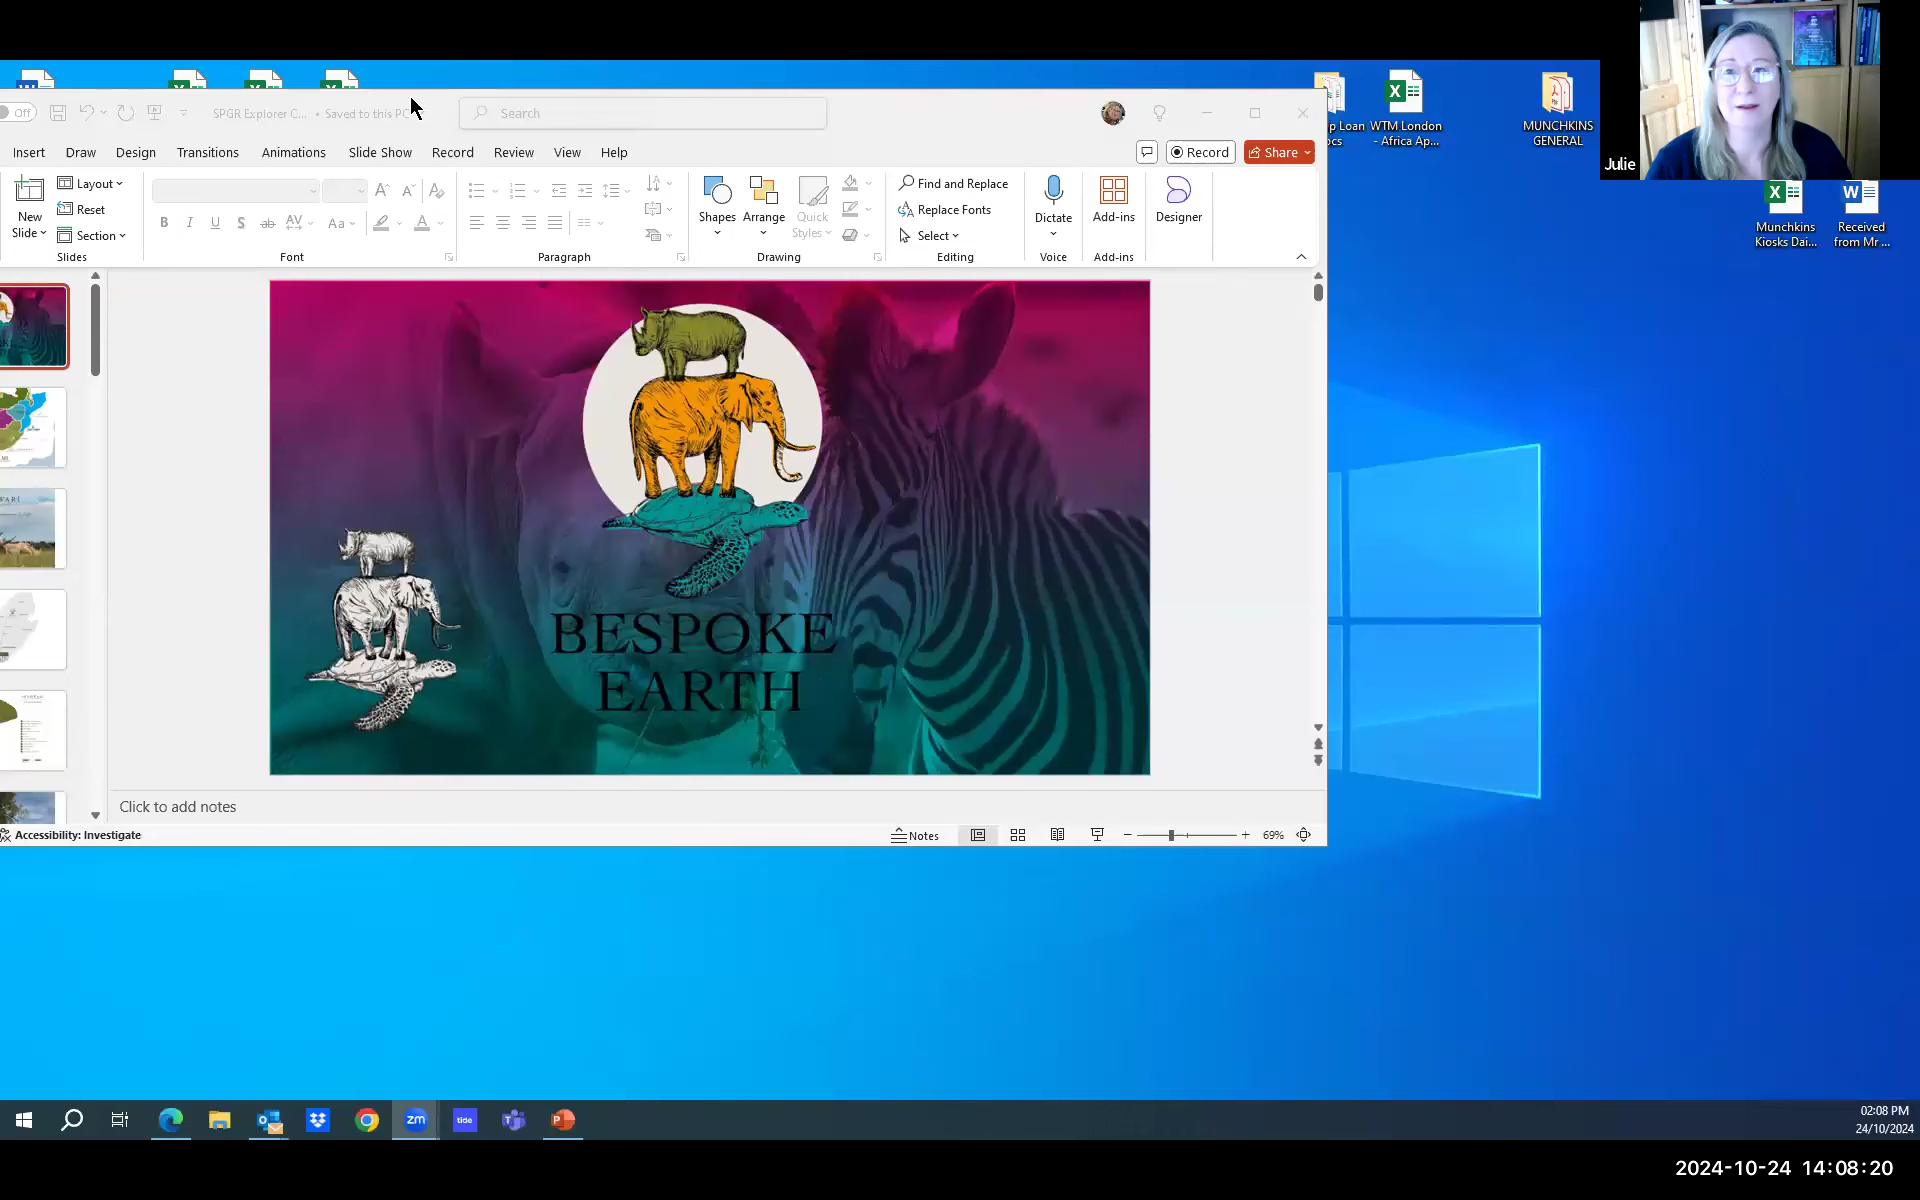 Julie
p Loan
ocs
WTM London
- Africa Ap...
MUNCHKINS
GENERAL
Munchkins
Kiosks Dai...
Received
from Mr ...
Off
SPGR Explorer C... • Saved to this PC
Search
Insert Draw Design Transitions Animations Slide Show Record Review View Help
Record
Share
New
Slide
Layout
Reset
Section
Slides
Font
Paragraph
Shapes
Arrange
Quick
Styles
Drawing
Find and Replace
Replace Fonts
Select
Editing
Dictate
Voice
Add-ins
Add-ins
Designer
BESPOKE
EARTH
Click to add notes
Accessibility: Investigate
Notes
69%
zm
tide
02:08 PM
24/10/2024
2024-10-24 14:08:20